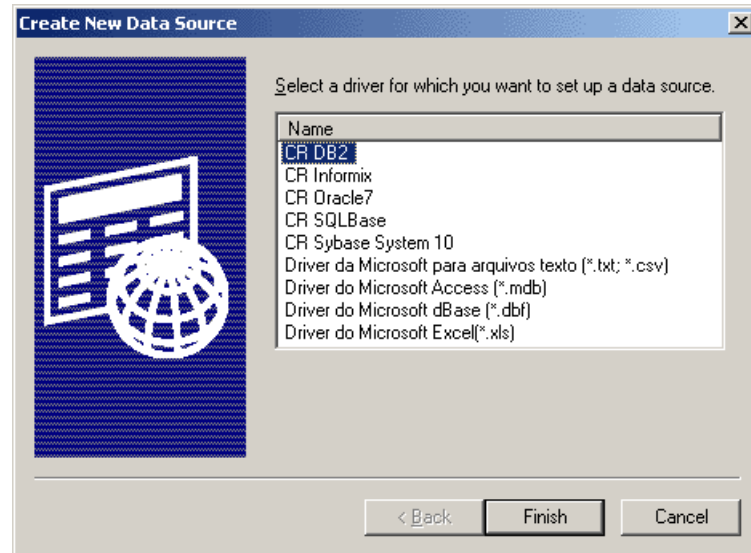 Create New Data Source
Select a driver for which you want to set up a data source.
Name
CR DB2
CR Informix
CR Oracle7
CR SQLBase
CR Sybase System 10
Driver da Microsoft para arquivos texto (*.txt; *.csv)
Driver do Microsoft Access (*.mdb)
Driver do Microsoft dBase (*.dbf)
Driver do Microsoft Excel(*.xls)
< Back
Finish
Cancel